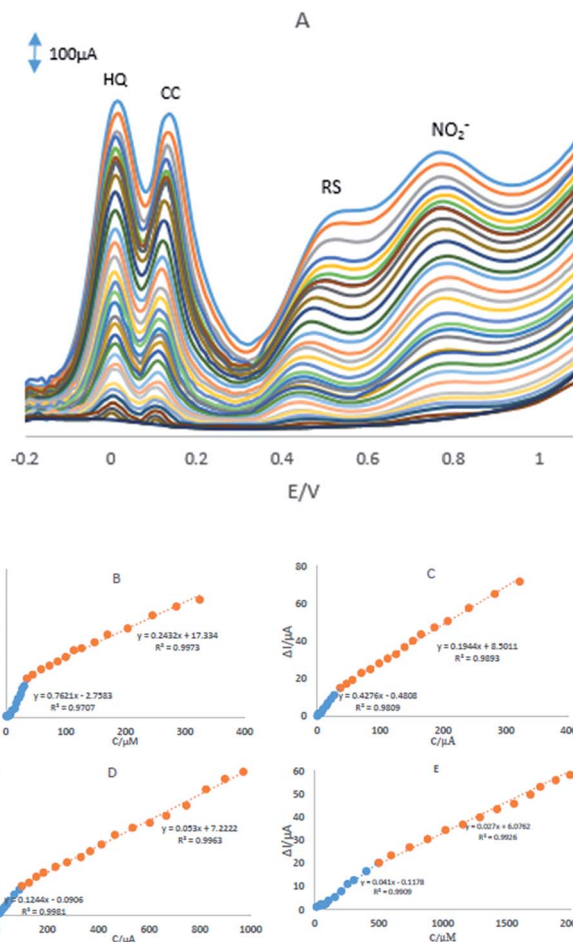 A
100µA
HQ
CC
RS
NO₂⁻
-0.2 0 0.2 0.4 0.6 0.8 1
E/V
B
y = 0.2432x + 17.334
R² = 0.9973
y = 0.7621x - 2.7583
R² = 0.9707
0 100 200 300 400
C/µM
C
80
60
40
20
0
ΔI/µA
y = 0.1944x + 8.5011
R² = 0.9893
y = 0.4276x - 0.4808
R² = 0.9809
0 100 200 300
C/µA
D
y = 0.053x + 7.2222
R² = 0.9963
y = 0.1244x - 0.0906
R² = 0.9981
200 400 600 800 1000
C/µA
E
60
50
40
30
20
10
0
ΔI/µA
y = 0.027x + 6.0762
R² = 0.9926
y = 0.041x - 0.1178
R² = 0.9909
0 500 1000 1500
C/µM